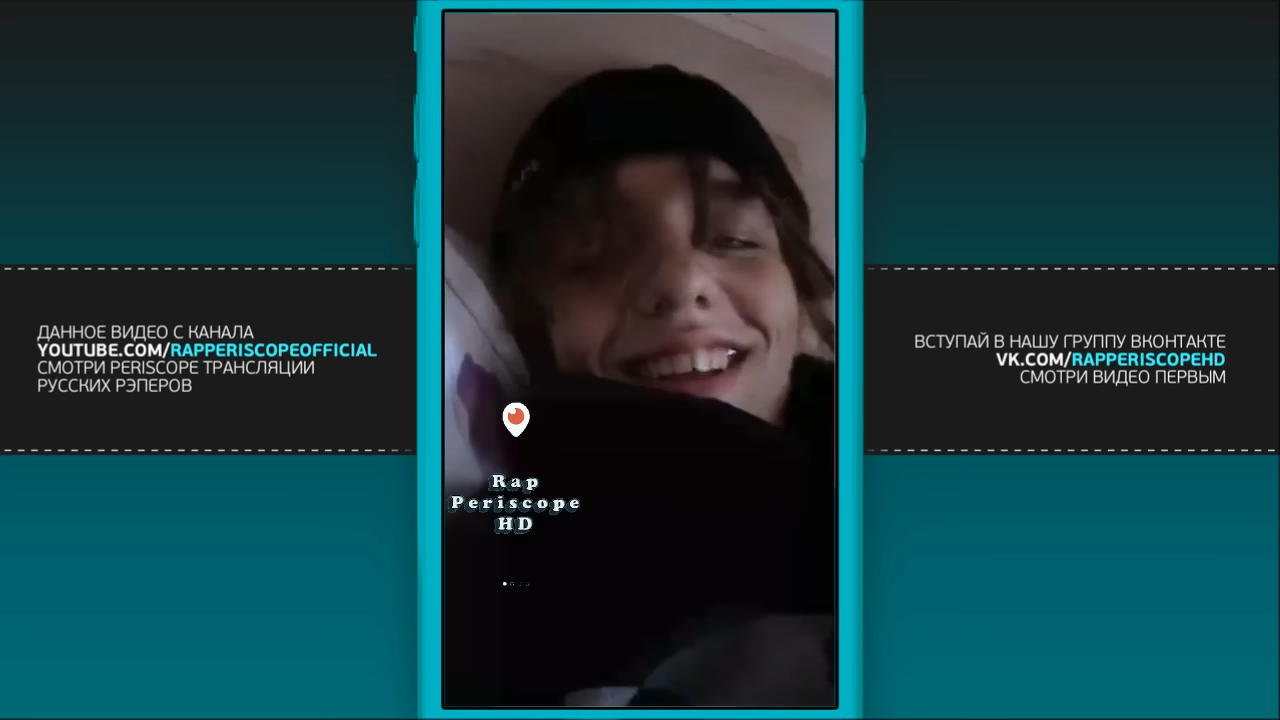 ДАННОЕ ВИДЕО С КАНАЛА
YOUTUBE.COM/RAPPERISCOPEOFFICIAL
СМОТРИ PERISCOPE ТРАНСЛЯЦИИ
РУССКИХ РЭПЕРОВ
Rap
Periscope
HD
ВСТУПАЙ В НАШУ ГРУППУ ВКОНТАКТЕ
VK.COM/RAPPERISCOPEHD
СМОТРИ ВИДЕО ПЕРВЫМ